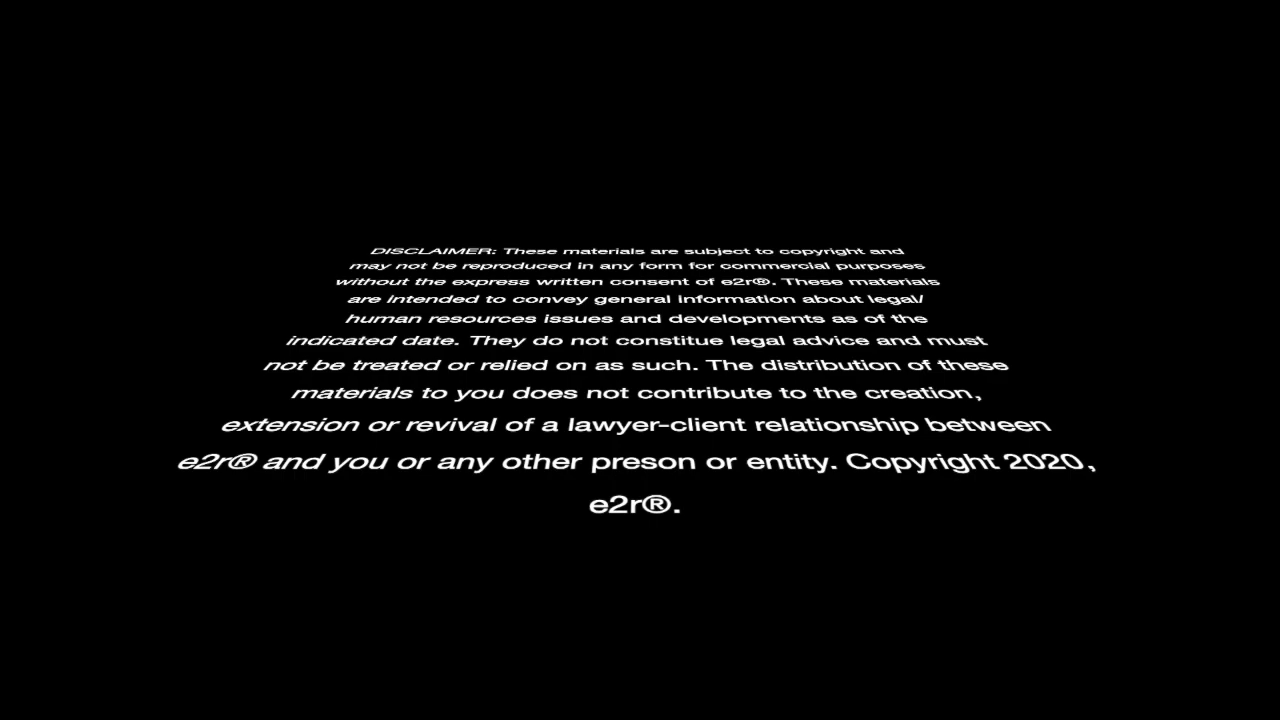 DISCLAIMER: These materials are subject to copyright and
may not be reproduced in any form for commercial purposes
without the express written consent of e2r®. These materials
are intended to convey general information about legal/
human resources issues and developments as of the
indicated date. They do not constitue legal advice and must
not be treated or relied on as such. The distribution of these
materials to you does not contribute to the creation,
extension or revival of a lawyer-client relationship between
e2r® and you or any other preson or entity. Copyright 2020,
e2r®.